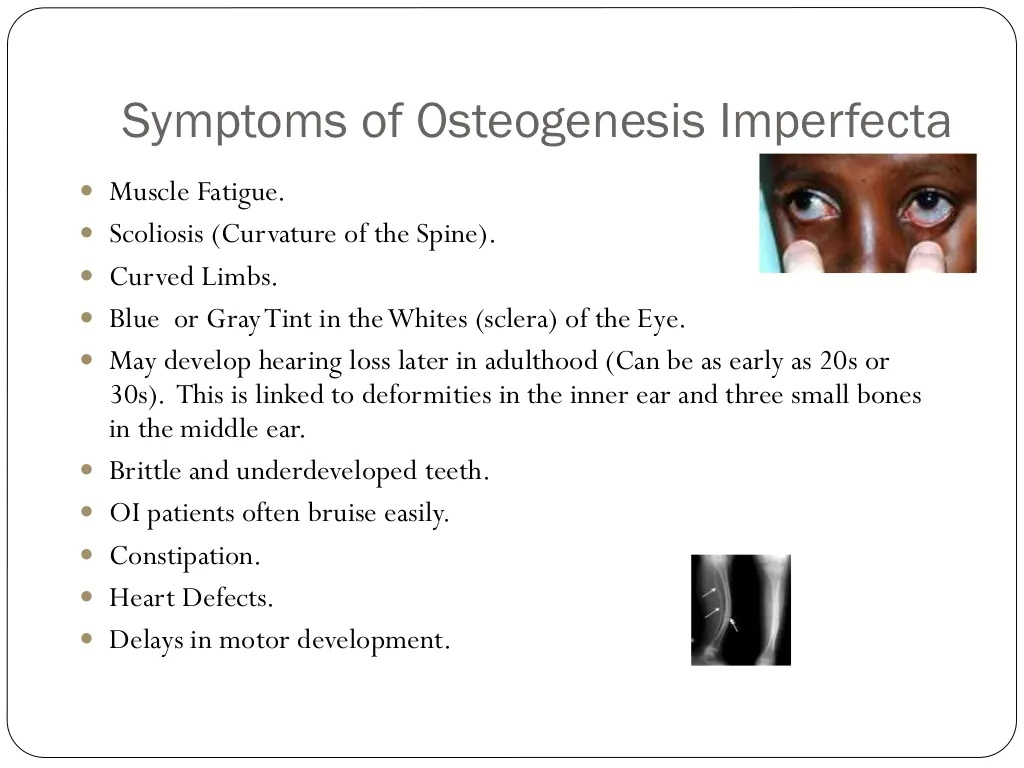 Symptoms of Osteogenesis Imperfecta
Muscle Fatigue.
Scoliosis (Curvature of the Spine).
Curved Limbs.
Blue  or Gray Tint in the Whites (sclera) of the Eye.
May develop hearing loss later in adulthood (Can be as early as 20s or
30s).  This is linked to deformities in the inner ear and three small bones
in the middle ear.
Brittle and underdeveloped teeth.
OI patients often bruise easily.
Constipation.
Heart Defects.
Delays in motor development.